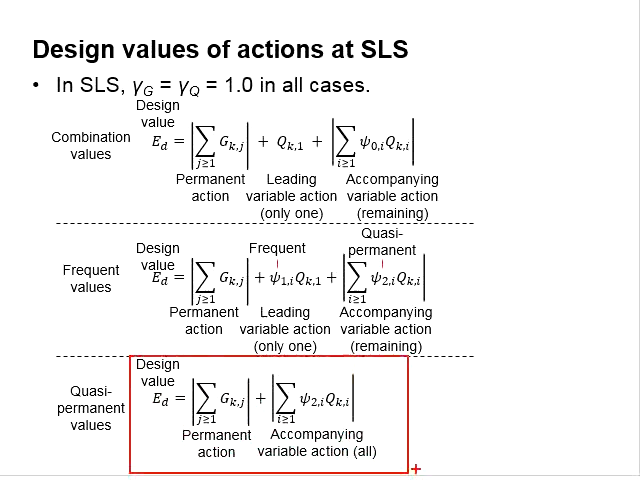 Design values of actions at SLS
• In SLS, γG = γQ = 1.0 in all cases.
Combination
values
Design
value
Ed = |∑j≥1 Gk,j| + Qk,1 + |∑i≥1 ψ0,iQk,i|
Permanent
action
Leading
variable action
(only one)
Accompanying
variable action
(remaining)
Frequent
values
Design
value
Frequent
Quasi-
permanent
Ed = |∑j≥1 Gk,j| + ψ1,iQk,1 + |∑i≥1 ψ2,iQk,i|
Permanent
action
Leading
variable action
(only one)
Accompanying
variable action
(remaining)
Quasi-
permanent
values
Design
value
Ed = |∑j≥1 Gk,j| + |∑i≥1 ψ2,iQk,i|
Permanent
action
Accompanying
variable action (all)